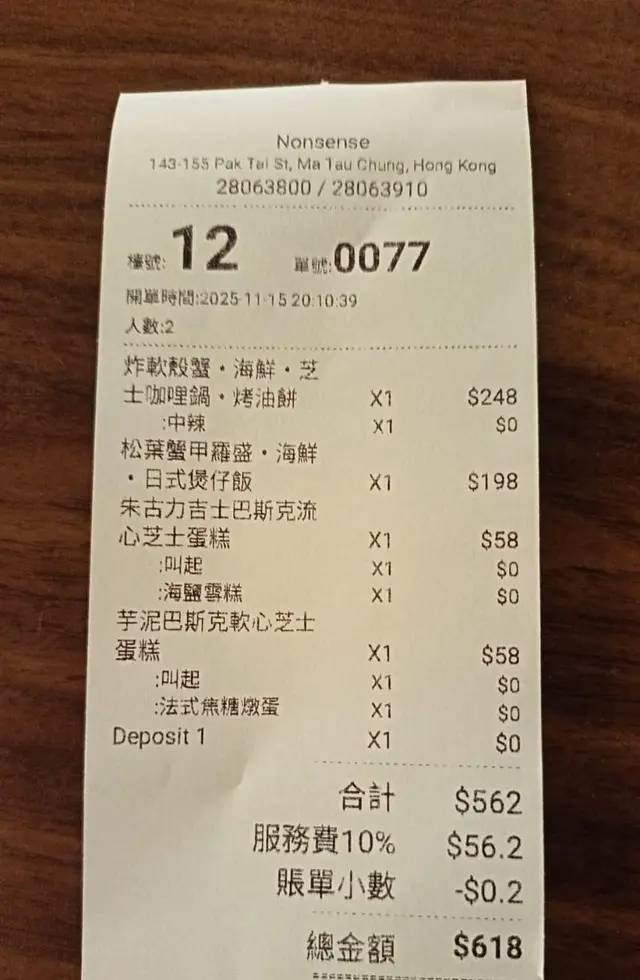 Nonsense
143-155 Pak Tai St, Ma Tau Chung, Hong Kong
28063800 / 28063910
檯號: 12 單號:0077
開單時間:2025-11-15 20:10:39
人數:2
炸軟殼蟹・海鮮・芝
士咖哩鍋・烤油餅 X1 $248
:中辣 X1 $0
松葉蟹甲羅盛・海鮮
・日式煲仔飯 X1 $198
朱古力吉士巴斯克流
心芝士蛋糕 X1 $58
:叫起 X1 $0
:海鹽雪糕 X1 $0
芋泥巴斯克軟心芝士
蛋糕 X1 $58
:叫起 X1 $0
:法式焦糖燉蛋 X1 $0
Deposit 1 X1 $0
合計 $562
服務費10% $56.2
賬單小數 -$0.2
總金額 $618